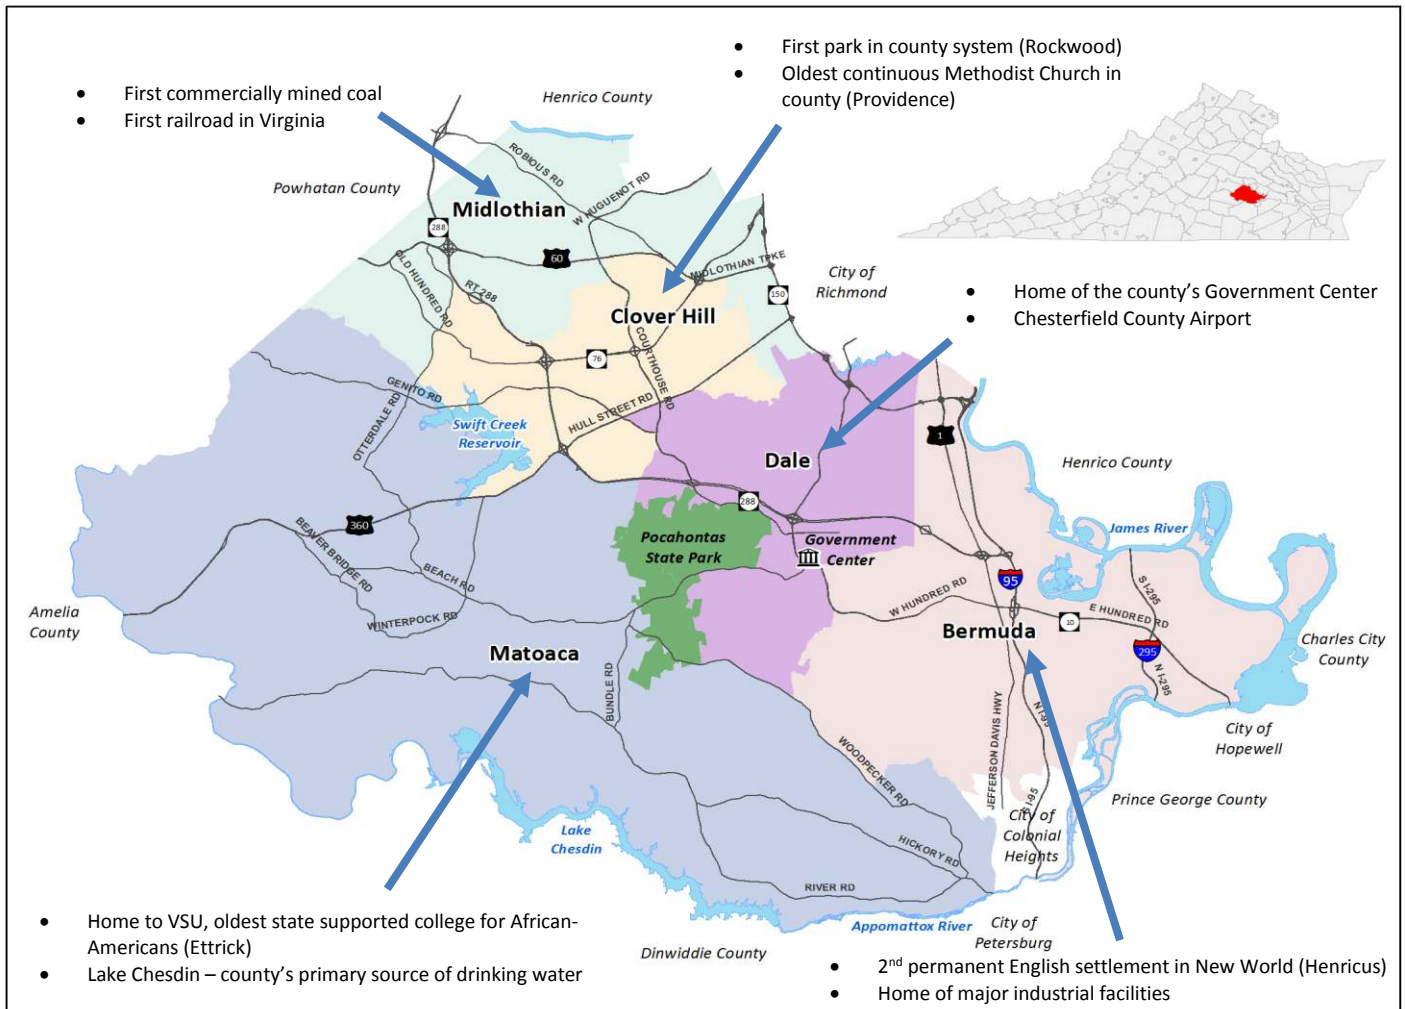 • First park in county system (Rockwood)
• Oldest continuous Methodist Church in
county (Providence)
• First commercially mined coal
• First railroad in Virginia
Henrico County
Powhatan County
ROBIOUS RD
W HUGUENOT RD
Midlothian
288
60
MIDLOTHIAN TPKE
OLD HUNDRED RD
RT 288
150
City of
Richmond
• Home of the county's Government Center
• Chesterfield County Airport
Clover Hill
76
COURTHOUSE RD
GENITO RD
OTTERDALE RD
HULL STREET RD
Swift Creek
Reservoir
1
Dale
Henrico County
288
360
James River
Pocahontas
State Park
Government
Center
BEAVER BRIDGE RD
BEACH RD
WINTERPOCK RD
95
W HUNDRED RD
S I-295
E HUNDRED RD
10
Amelia
County
Bermuda
295
N I-295
Charles City
County
Matoaca
BUNDLE RD
JEFFERSON DAVIS HWY
N I-95
City of
Hopewell
WOODPECKER RD
Prince George County
S I-95
City of
Colonial
Heights
Lake
Chesdin
HICKORY RD
RIVER RD
Appomattox River
City of
Petersburg
Dinwiddie County
• Home to VSU, oldest state supported college for African-
Americans (Ettrick)
• Lake Chesdin – county's primary source of drinking water
• 2nd permanent English settlement in New World (Henricus)
• Home of major industrial facilities